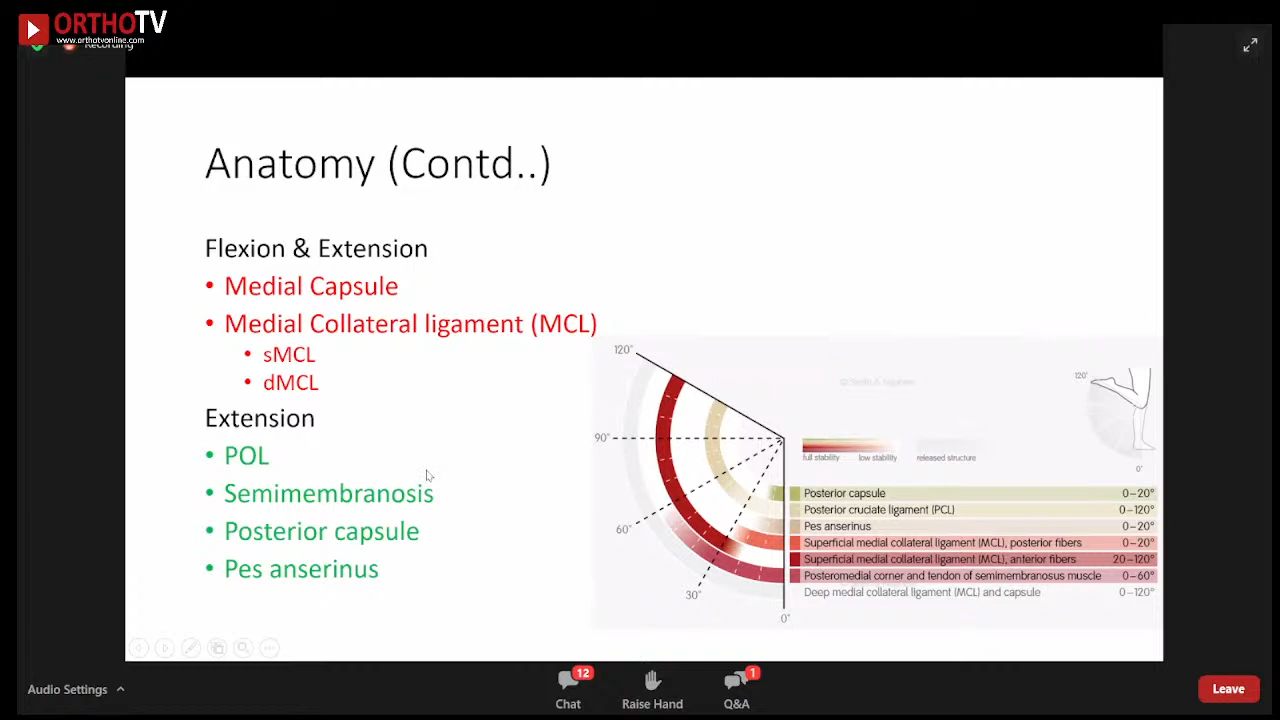 ORTHOTV
www.orthotvonline.com
Recording
Anatomy (Contd..)
Flexion & Extension
• Medial Capsule
• Medial Collateral ligament (MCL)
• sMCL
• dMCL
Extension
• POL
• Semimembranosis
• Posterior capsule
• Pes anserinus
120°
90°
60°
30°
0°
120°
0°
full stability
low stability
released structure
Posterior capsule 0–20°
Posterior cruciate ligament (PCL) 0–120°
Pes anserinus 0–20°
Superficial medial collateral ligament (MCL), posterior fibers 0–20°
Superficial medial collateral ligament (MCL), anterior fibers 20–120°
Posteromedial corner and tendon of semimembranosus muscle 0–60°
Deep medial collateral ligament (MCL) and capsule 0–120°
Audio Settings
12
Chat
Raise Hand
1
Q&A
Leave